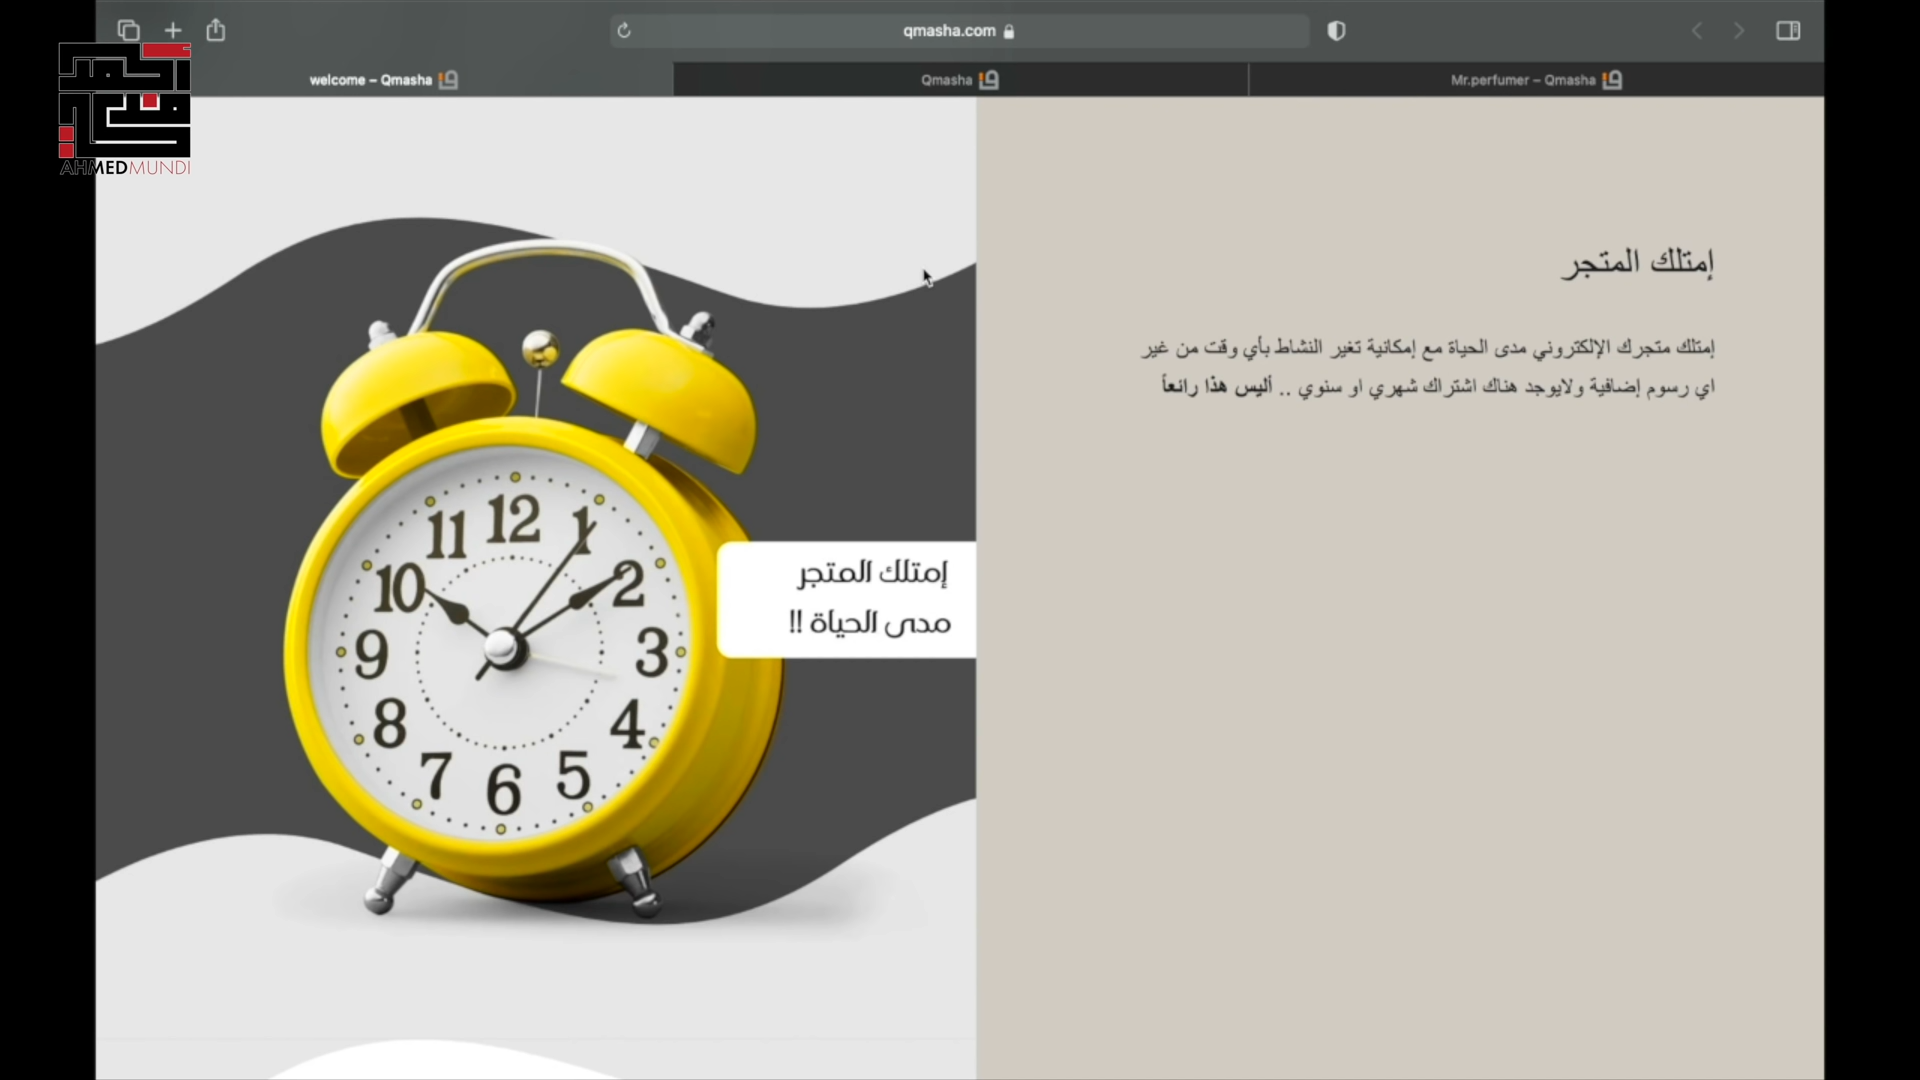 qmasha.com
welcome – Qmasha
Qmasha
Mr.perfumer – Qmasha
AHMEDMUNDI
إمتلك المتجر
إمتلك متجرك الإلكتروني مدى الحياة مع إمكانية تغير النشاط بأي وقت من غير
اي رسوم إضافية ولايوجد هناك اشتراك شهري او سنوي .. أليس هذا رائعاً
إمتلك المتجر
مدى الحياة !!
12
1
2
3
4
5
6
7
8
9
10
11